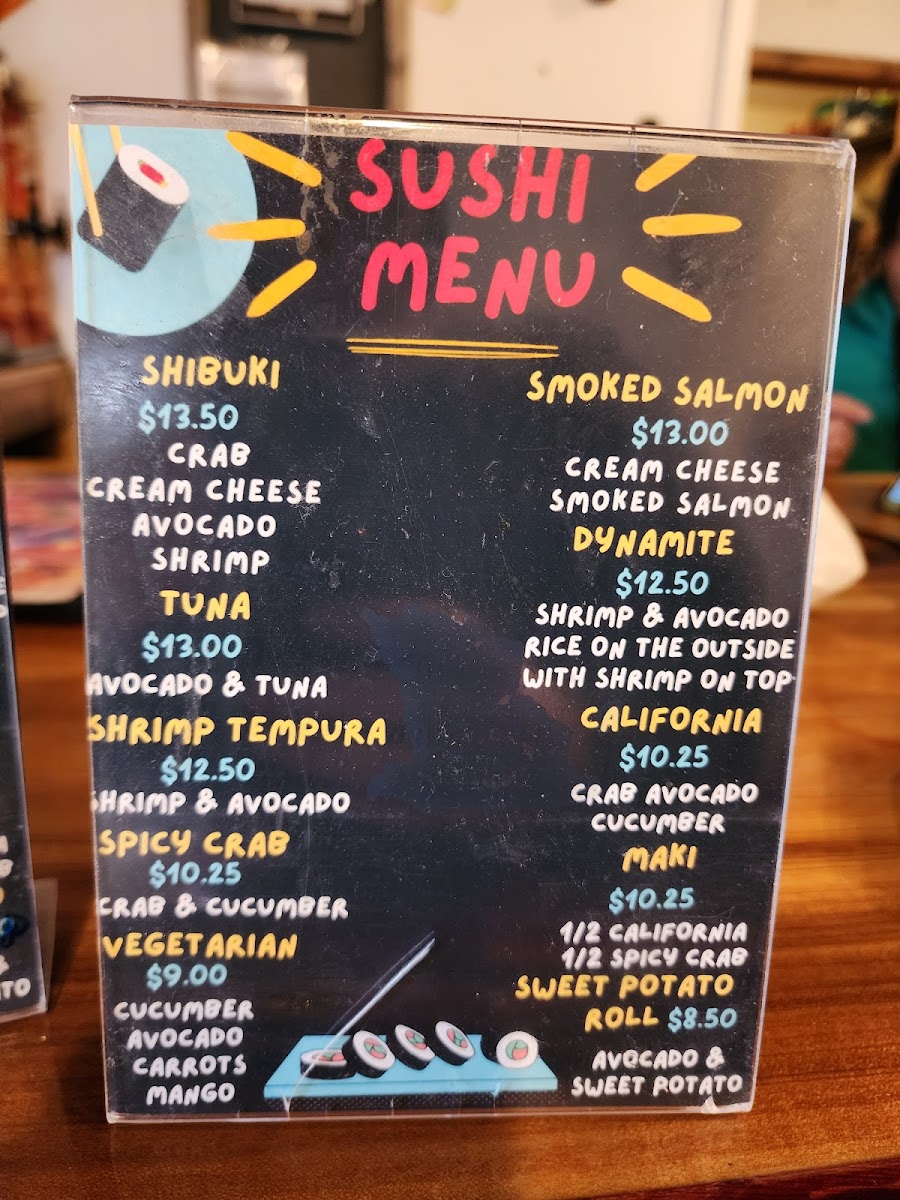 SUSHI
MENU
SHIBUKI
$13.50
CRAB
CREAM CHEESE
AVOCADO
SHRIMP
TUNA
$13.00
AVOCADO & TUNA
SHRIMP TEMPURA
$12.50
SHRIMP & AVOCADO
SPICY CRAB
$10.25
CRAB & CUCUMBER
VEGETARIAN
$9.00
CUCUMBER
AVOCADO
CARROTS
MANGO
SMOKED SALMON
$13.00
CREAM CHEESE
SMOKED SALMON
DYNAMITE
$12.50
SHRIMP & AVOCADO
RICE ON THE OUTSIDE
WITH SHRIMP ON TOP
CALIFORNIA
$10.25
CRAB AVOCADO
CUCUMBER
MAKI
$10.25
1/2 CALIFORNIA
1/2 SPICY CRAB
SWEET POTATO
ROLL $8.50
AVOCADO &
SWEET POTATO